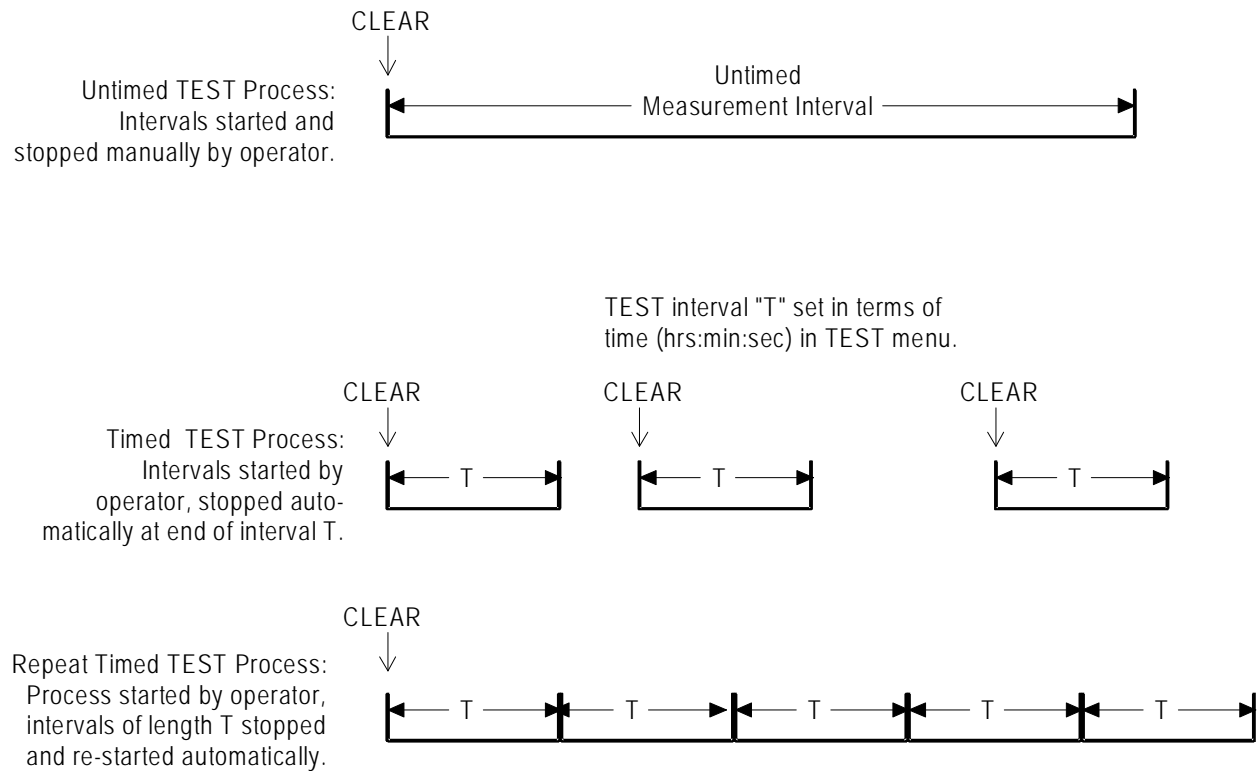 CLEAR
Untimed TEST Process:
Intervals started and
stopped manually by operator.
Untimed
Measurement Interval
TEST interval "T" set in terms of
time (hrs:min:sec) in TEST menu.
CLEAR
CLEAR
CLEAR
Timed TEST Process:
Intervals started by
operator, stopped auto-
matically at end of interval T.
T
T
T
CLEAR
Repeat Timed TEST Process:
Process started by operator,
intervals of length T stopped
and re-started automatically.
T
T
T
T
T